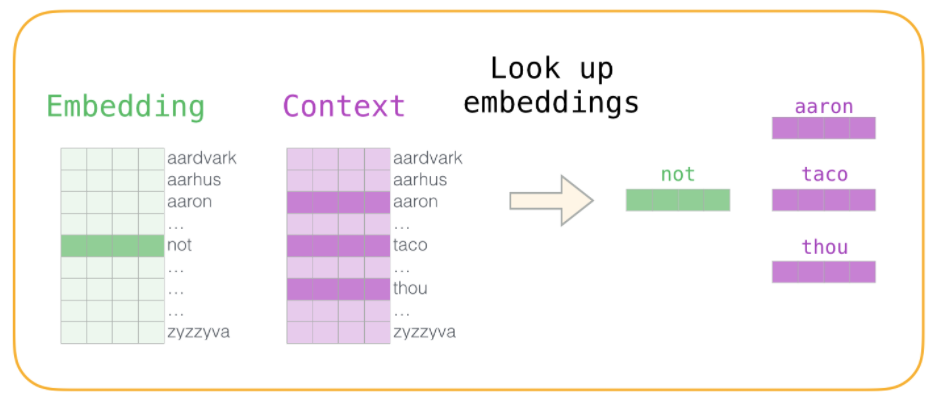 Embedding
aardvark
aarhus
aaron
...
not
...
...
...
zyzzyva
Context
aardvark
aarhus
aaron
...
taco
...
thou
...
zyzzyva
Look up
embeddings
not
aaron
taco
thou